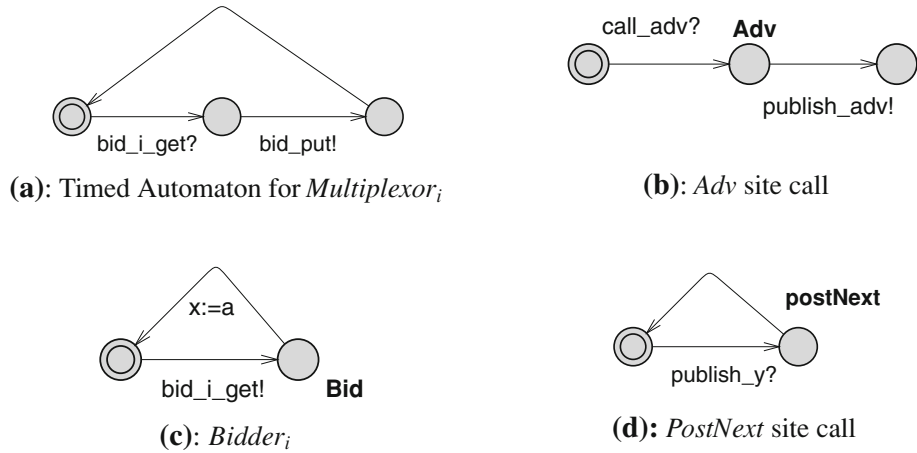 call_adv? Adv
publish_adv!
bid_i_get? bid_put!
(a): Timed Automaton for Multiplexor_i
(b): Adv site call
x:=a
bid_i_get! Bid
(c): Bidder_i
postNext
publish_y?
(d): PostNext site call